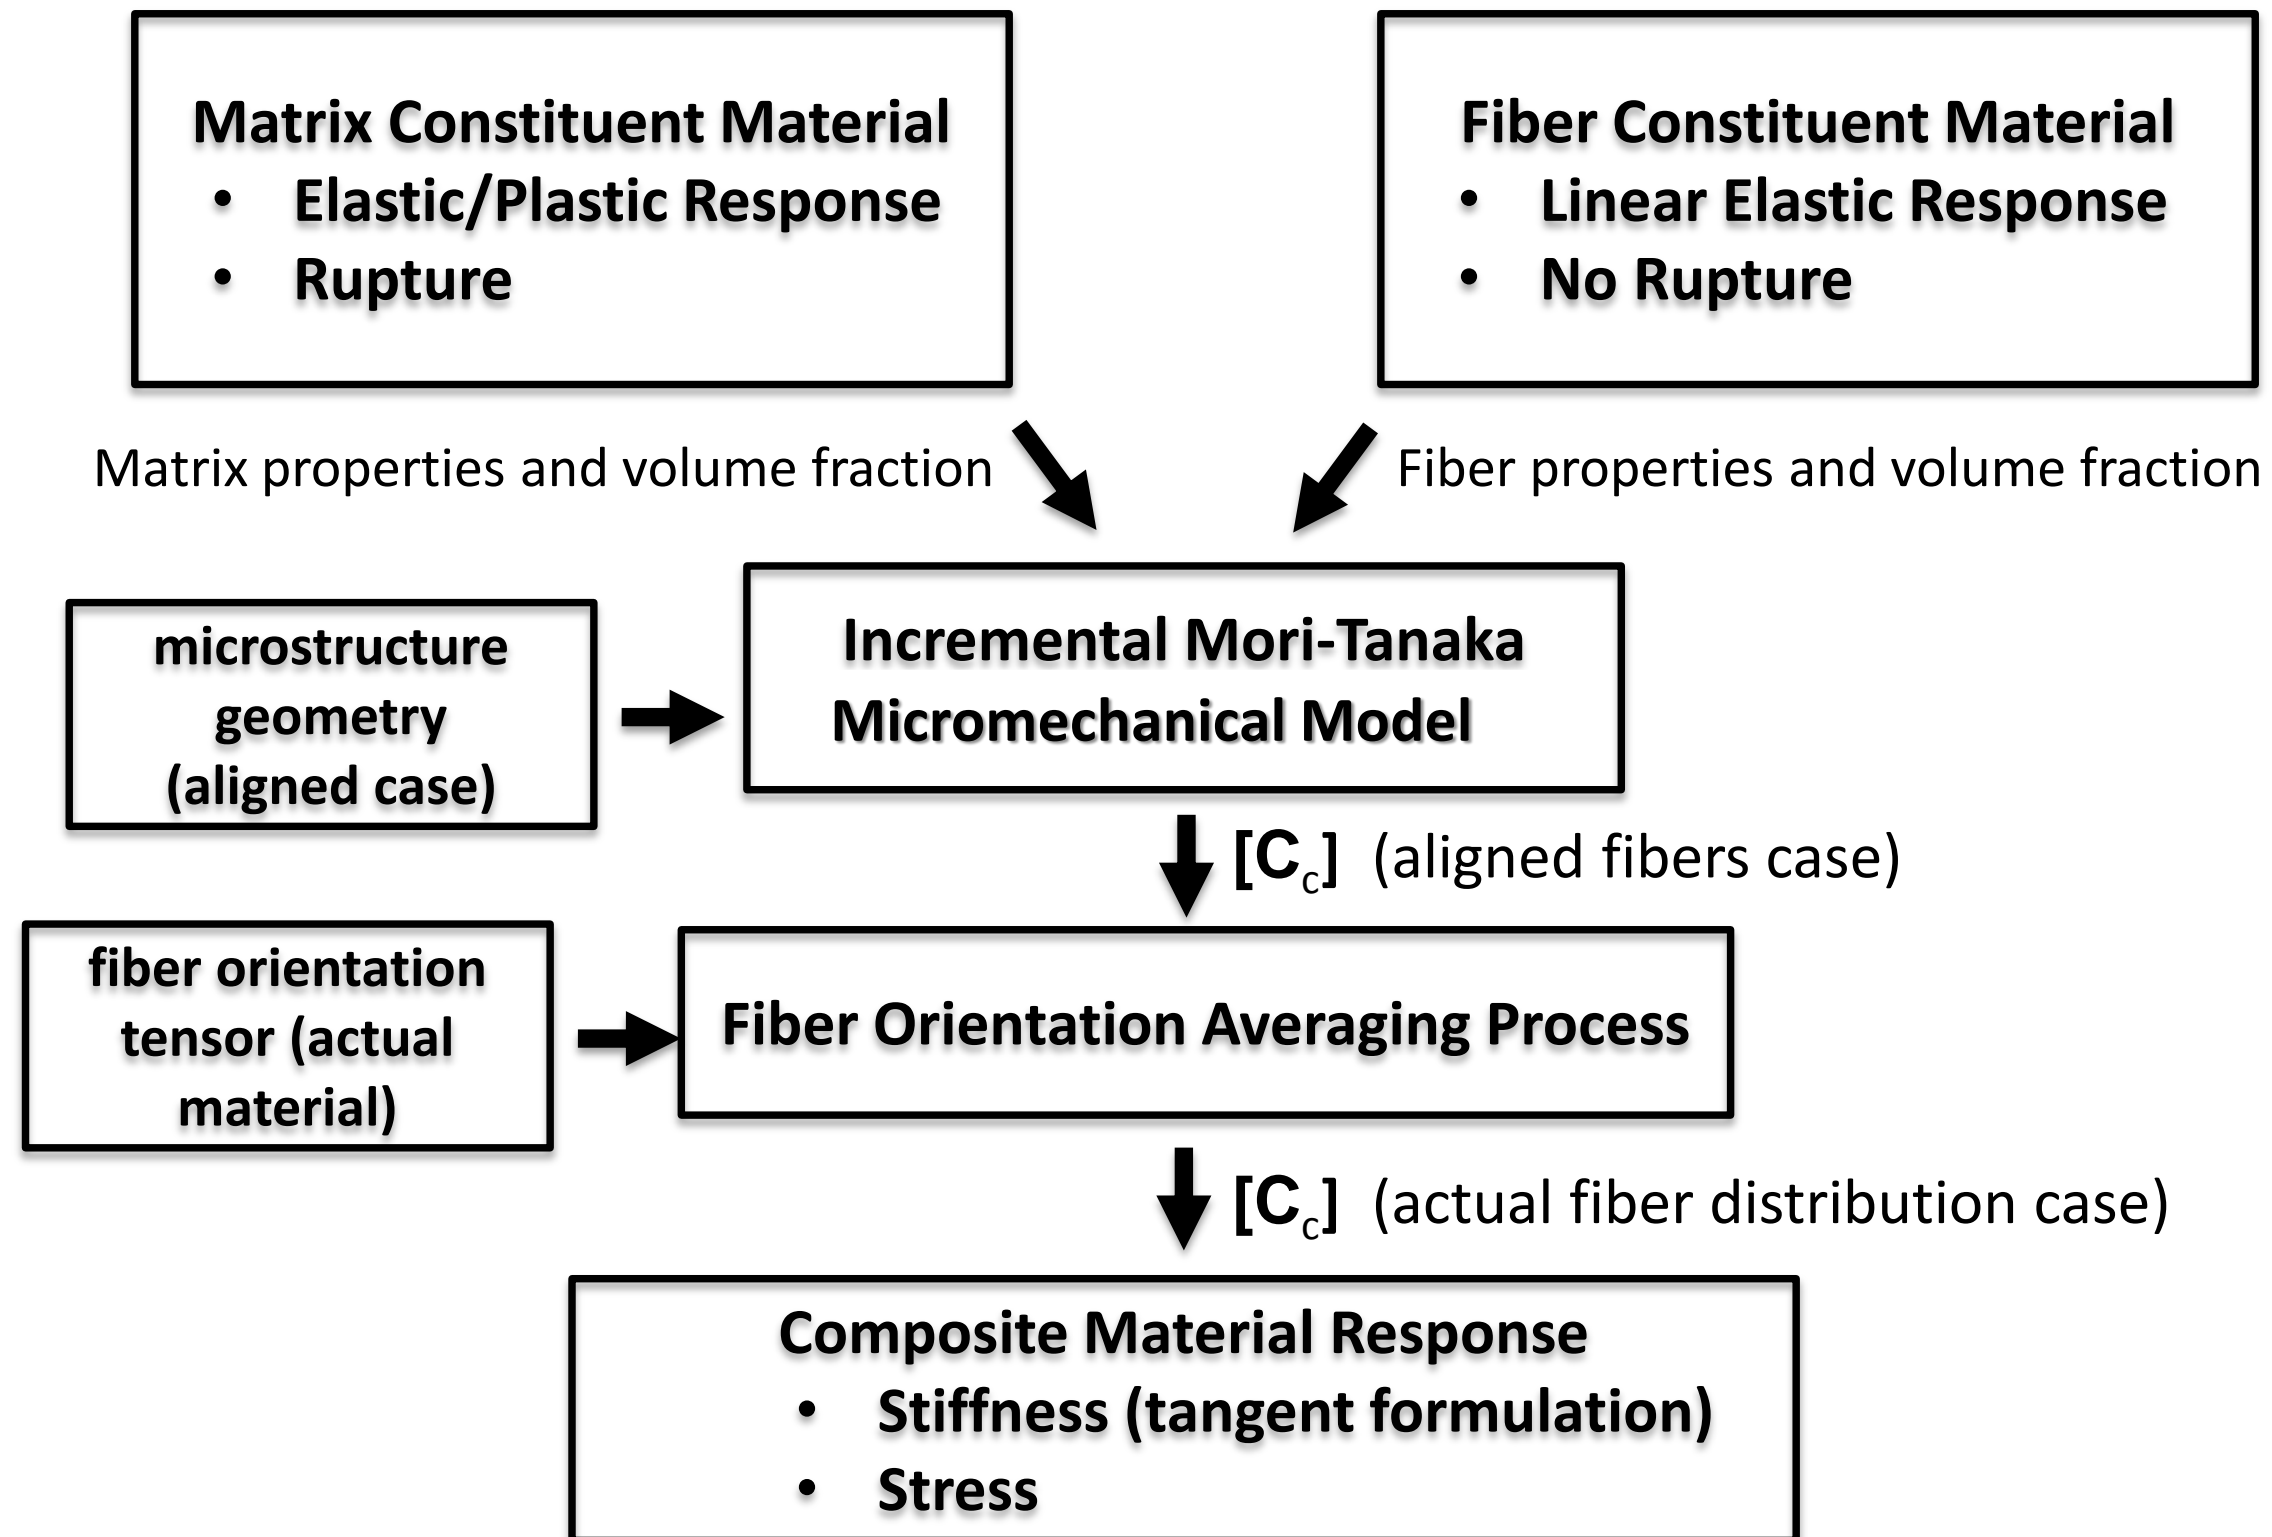 Matrix Constituent Material
• Elastic/Plastic Response
• Rupture
Fiber Constituent Material
• Linear Elastic Response
• No Rupture
Matrix properties and volume fraction
Fiber properties and volume fraction
microstructure
geometry
(aligned case)
Incremental Mori-Tanaka
Micromechanical Model
[Cc] (aligned fibers case)
fiber orientation
tensor (actual
material)
Fiber Orientation Averaging Process
[Cc] (actual fiber distribution case)
Composite Material Response
• Stiffness (tangent formulation)
• Stress